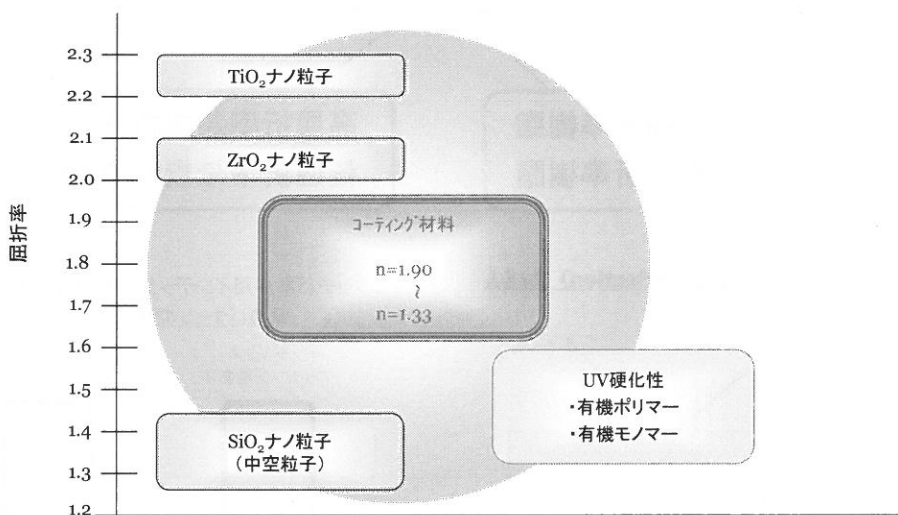 屈折率
2.3
2.2
2.1
2.0
1.9
1.8
1.7
1.6
1.5
1.4
1.3
1.2
TiO₂ナノ粒子
ZrO₂ナノ粒子
コーティング材料
n=1.90
~
n=1.33
UV硬化性
・有機ポリマー
・有機モノマー
SiO₂ナノ粒子
(中空粒子)